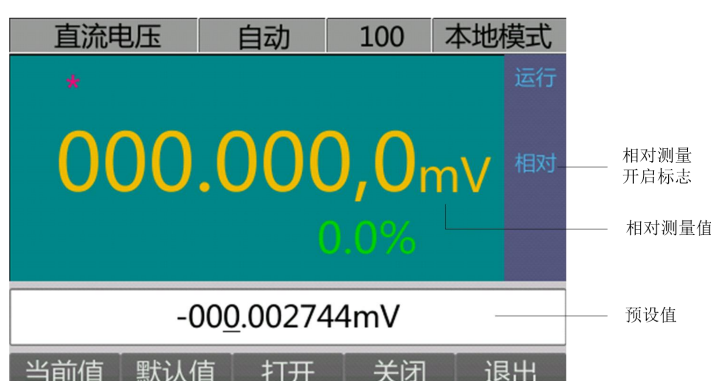 直流电压 自动 100 本地模式
* 运行
000.000,0mV 相对
相对测量
开启标志
相对测量值
0.0%
-000.002744mV
预设值
当前值 默认值 打开 关闭 退出